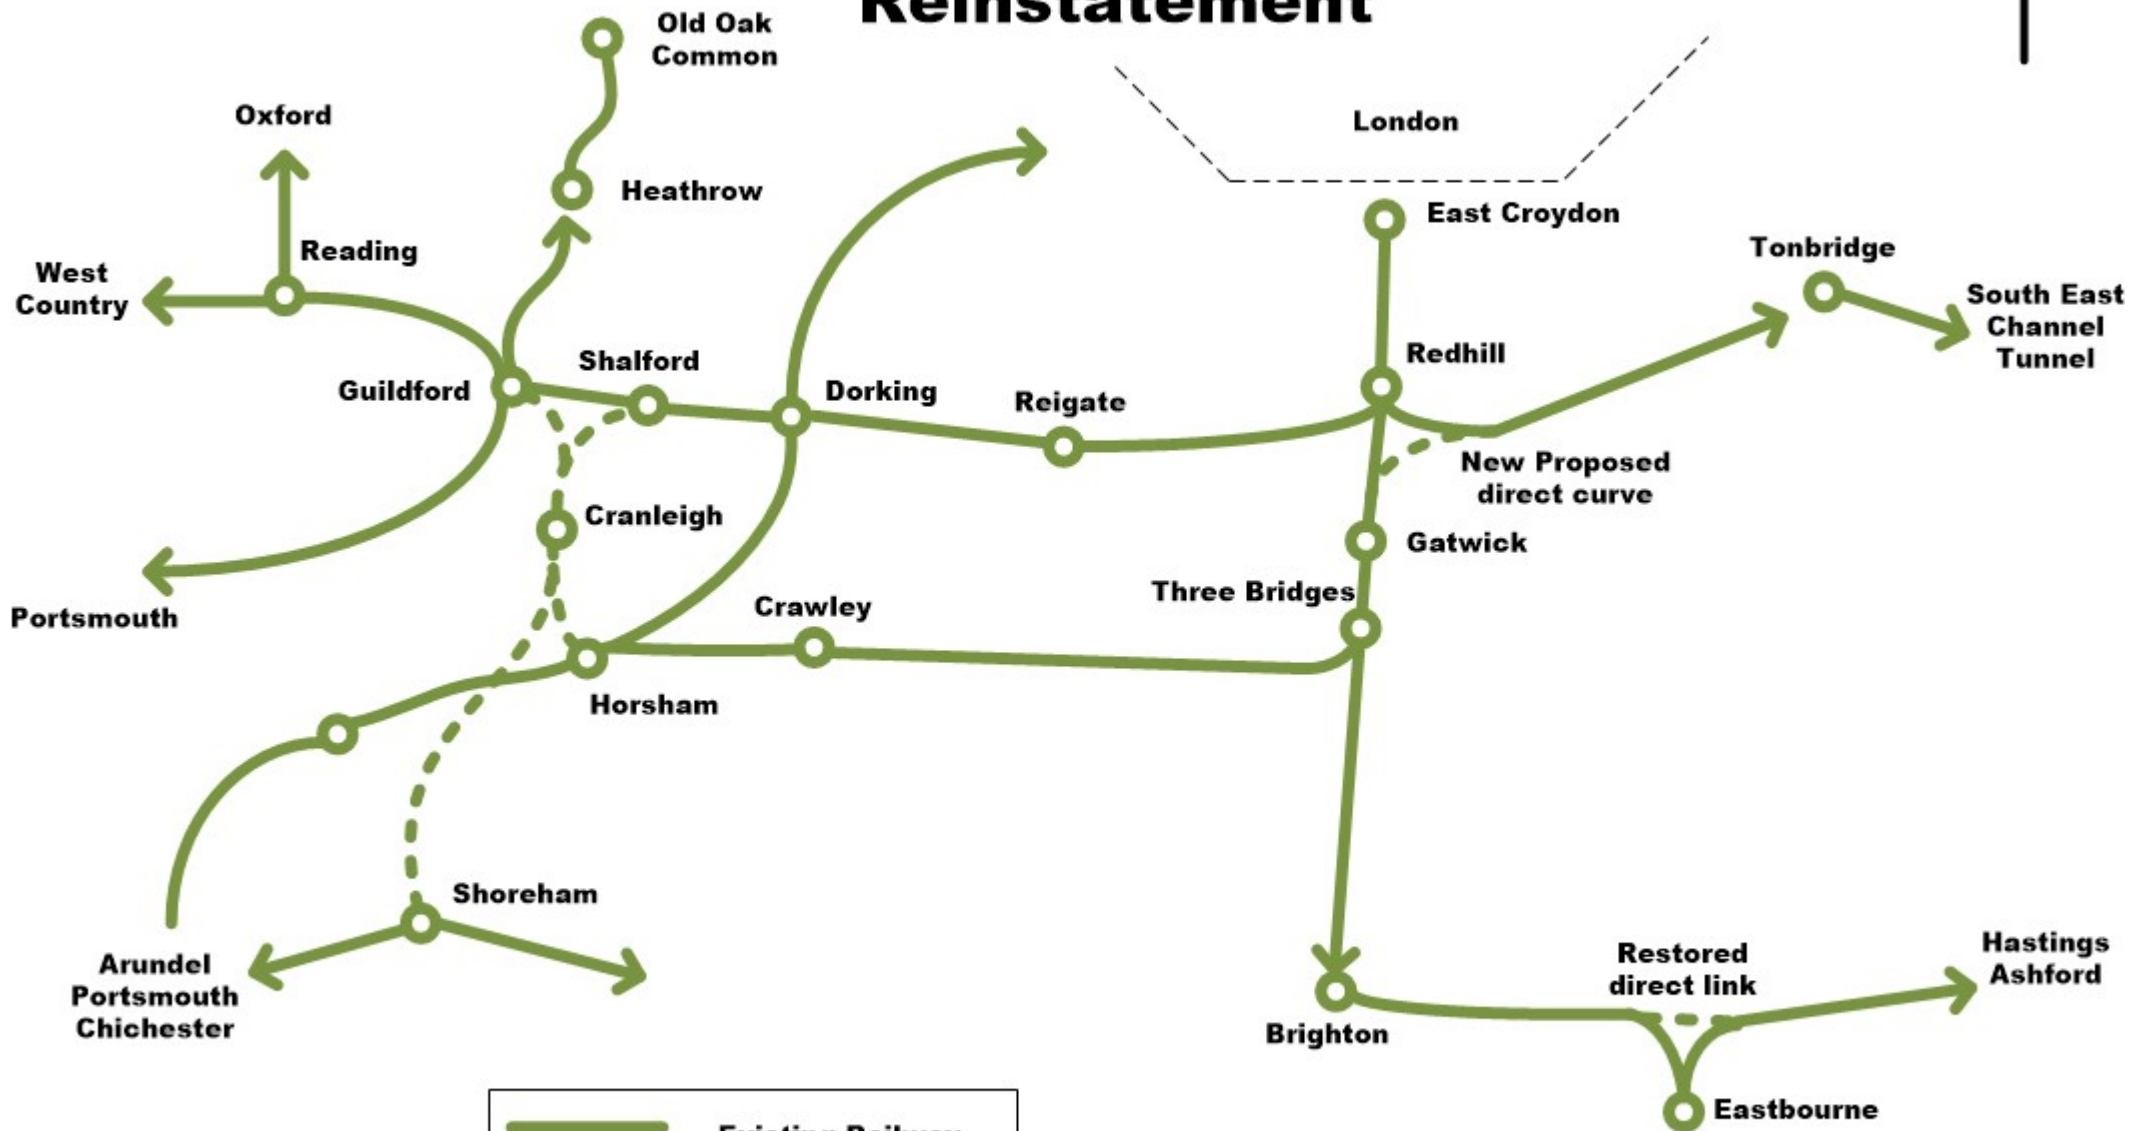 Reinstatement
Old Oak
Common
Oxford
London
Heathrow
East Croydon
Reading
Tonbridge
West
Country
South East
Channel
Tunnel
Shalford
Redhill
Guildford
Dorking
Reigate
New Proposed
direct curve
Cranleigh
Gatwick
Three Bridges
Portsmouth
Crawley
Horsham
Shoreham
Arundel
Portsmouth
Chichester
Restored
direct link
Hastings
Ashford
Brighton
Eastbourne
Existing Railway